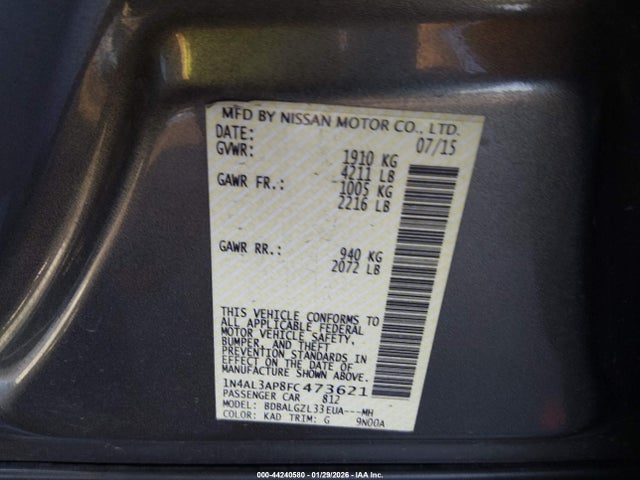 MFD BY NISSAN MOTOR CO., LTD.
DATE: 07/15
GVWR: 1910 KG
4211 LB
GAWR FR.: 1005 KG
2216 LB
GAWR RR.: 940 KG
2072 LB
THIS VEHICLE CONFORMS TO
ALL APPLICABLE FEDERAL
MOTOR VEHICLE SAFETY,
BUMPER, AND THEFT
PREVENTION STANDARDS IN
EFFECT ON THE DATE OF
MANUFACTURE SHOWN ABOVE.
1N4AL3AP8FC473621
PASSENGER CAR 812
MODEL: BDBALGZL33EUA---MH
COLOR: KAD TRIM: G 9N00A
000-44240580 - 01/29/2026 - IAA Inc.